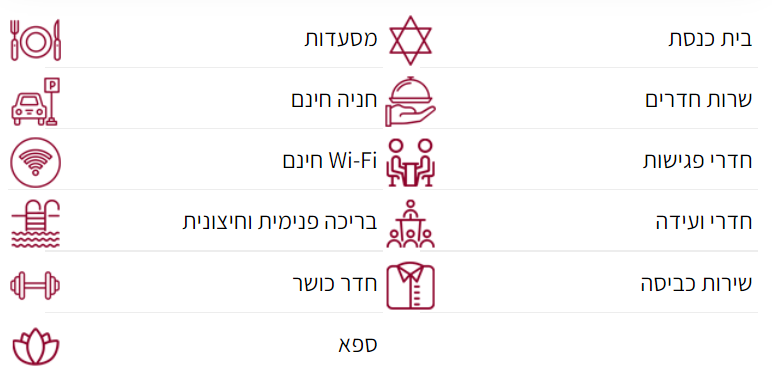 בית כנסת
מסעדות
שרות חדרים
חניה חינם
P
חדרי פגישות
Wi-Fi חינם
חדרי ועידה
בריכה פנימית וחיצונית
שירות כביסה
חדר כושר
ספא